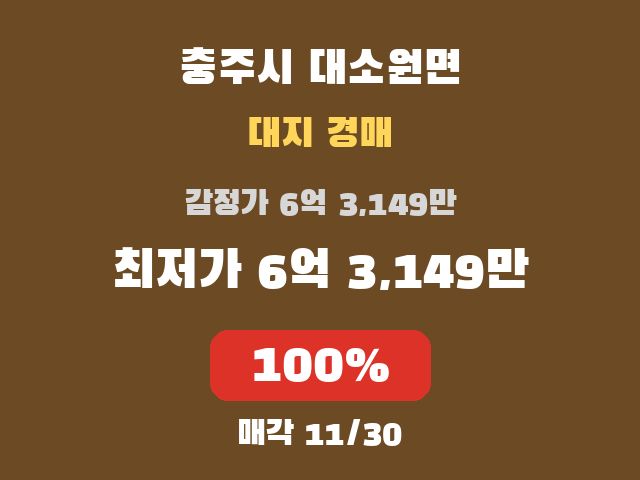 충주시 대소원면
대지 경매
감정가 6억 3,149만
최저가 6억 3,149만
100%
매각 11/30